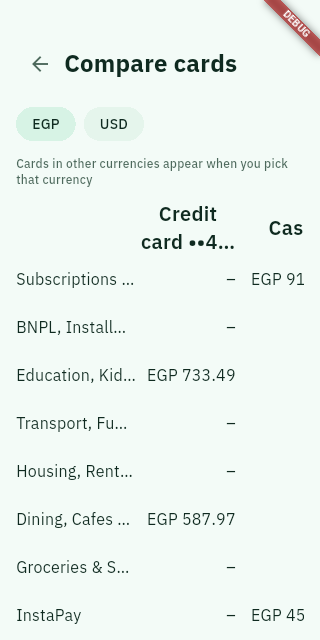 DEBUG
Compare cards
EGP USD
Cards in other currencies appear when you pick
that currency
Credit
card ••4… Cas
Subscriptions … – EGP 91
BNPL, Install… –
Education, Kid… EGP 733.49
Transport, Fu… –
Housing, Rent… –
Dining, Cafes … EGP 587.97
Groceries & S… –
InstaPay – EGP 45